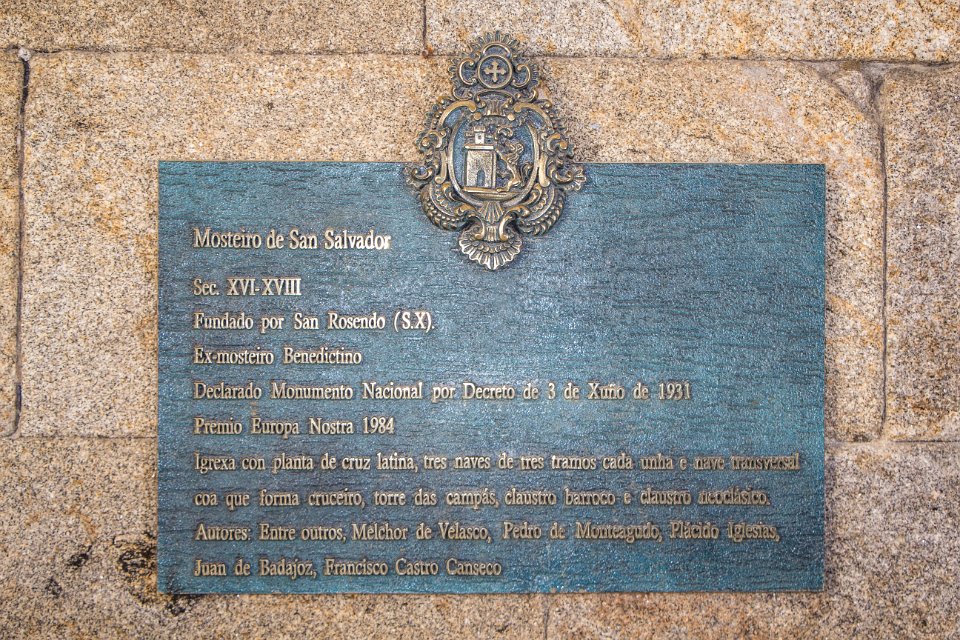 Mosteiro de San Salvador
Sec. XVI-XVIII
Fundado por San Rosendo (S.X).
Ex-mosteiro Benedictino
Declarado Monumento Nacional por Decreto de 3 de Xuño de 1931
Premio Europa Nostra 1984
Igrexa con planta de cruz latina, tres naves de tres tramos cada unha e nave transversal
coa que forma cruceiro, torre das campás, claustro barroco e claustro neoclásico.
Autores: Entre outros, Melchor de Velasco, Pedro de Monteagudo, Plácido Iglesias,
Juan de Badajoz, Francisco Castro Canseco